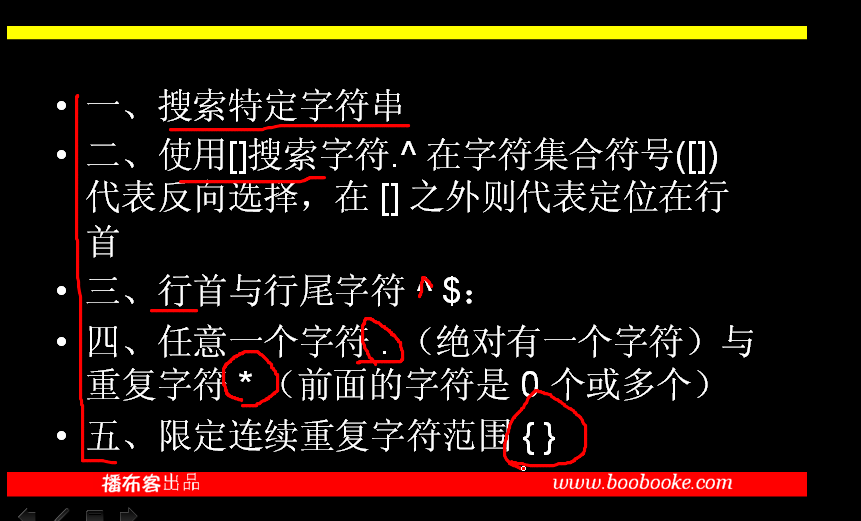 • 一、搜索特定字符串
• 二、使用[]搜索字符.^ 在字符集合符号([])
代表反向选择，在 [] 之外则代表定位在行
首
• 三、行首与行尾字符 ^ $：
• 四、任意一个字符 . （绝对有一个字符）与
重复字符 * （前面的字符是 0 个或多个）
• 五、限定连续重复字符范围 { }
播布客出品 www.boobooke.com